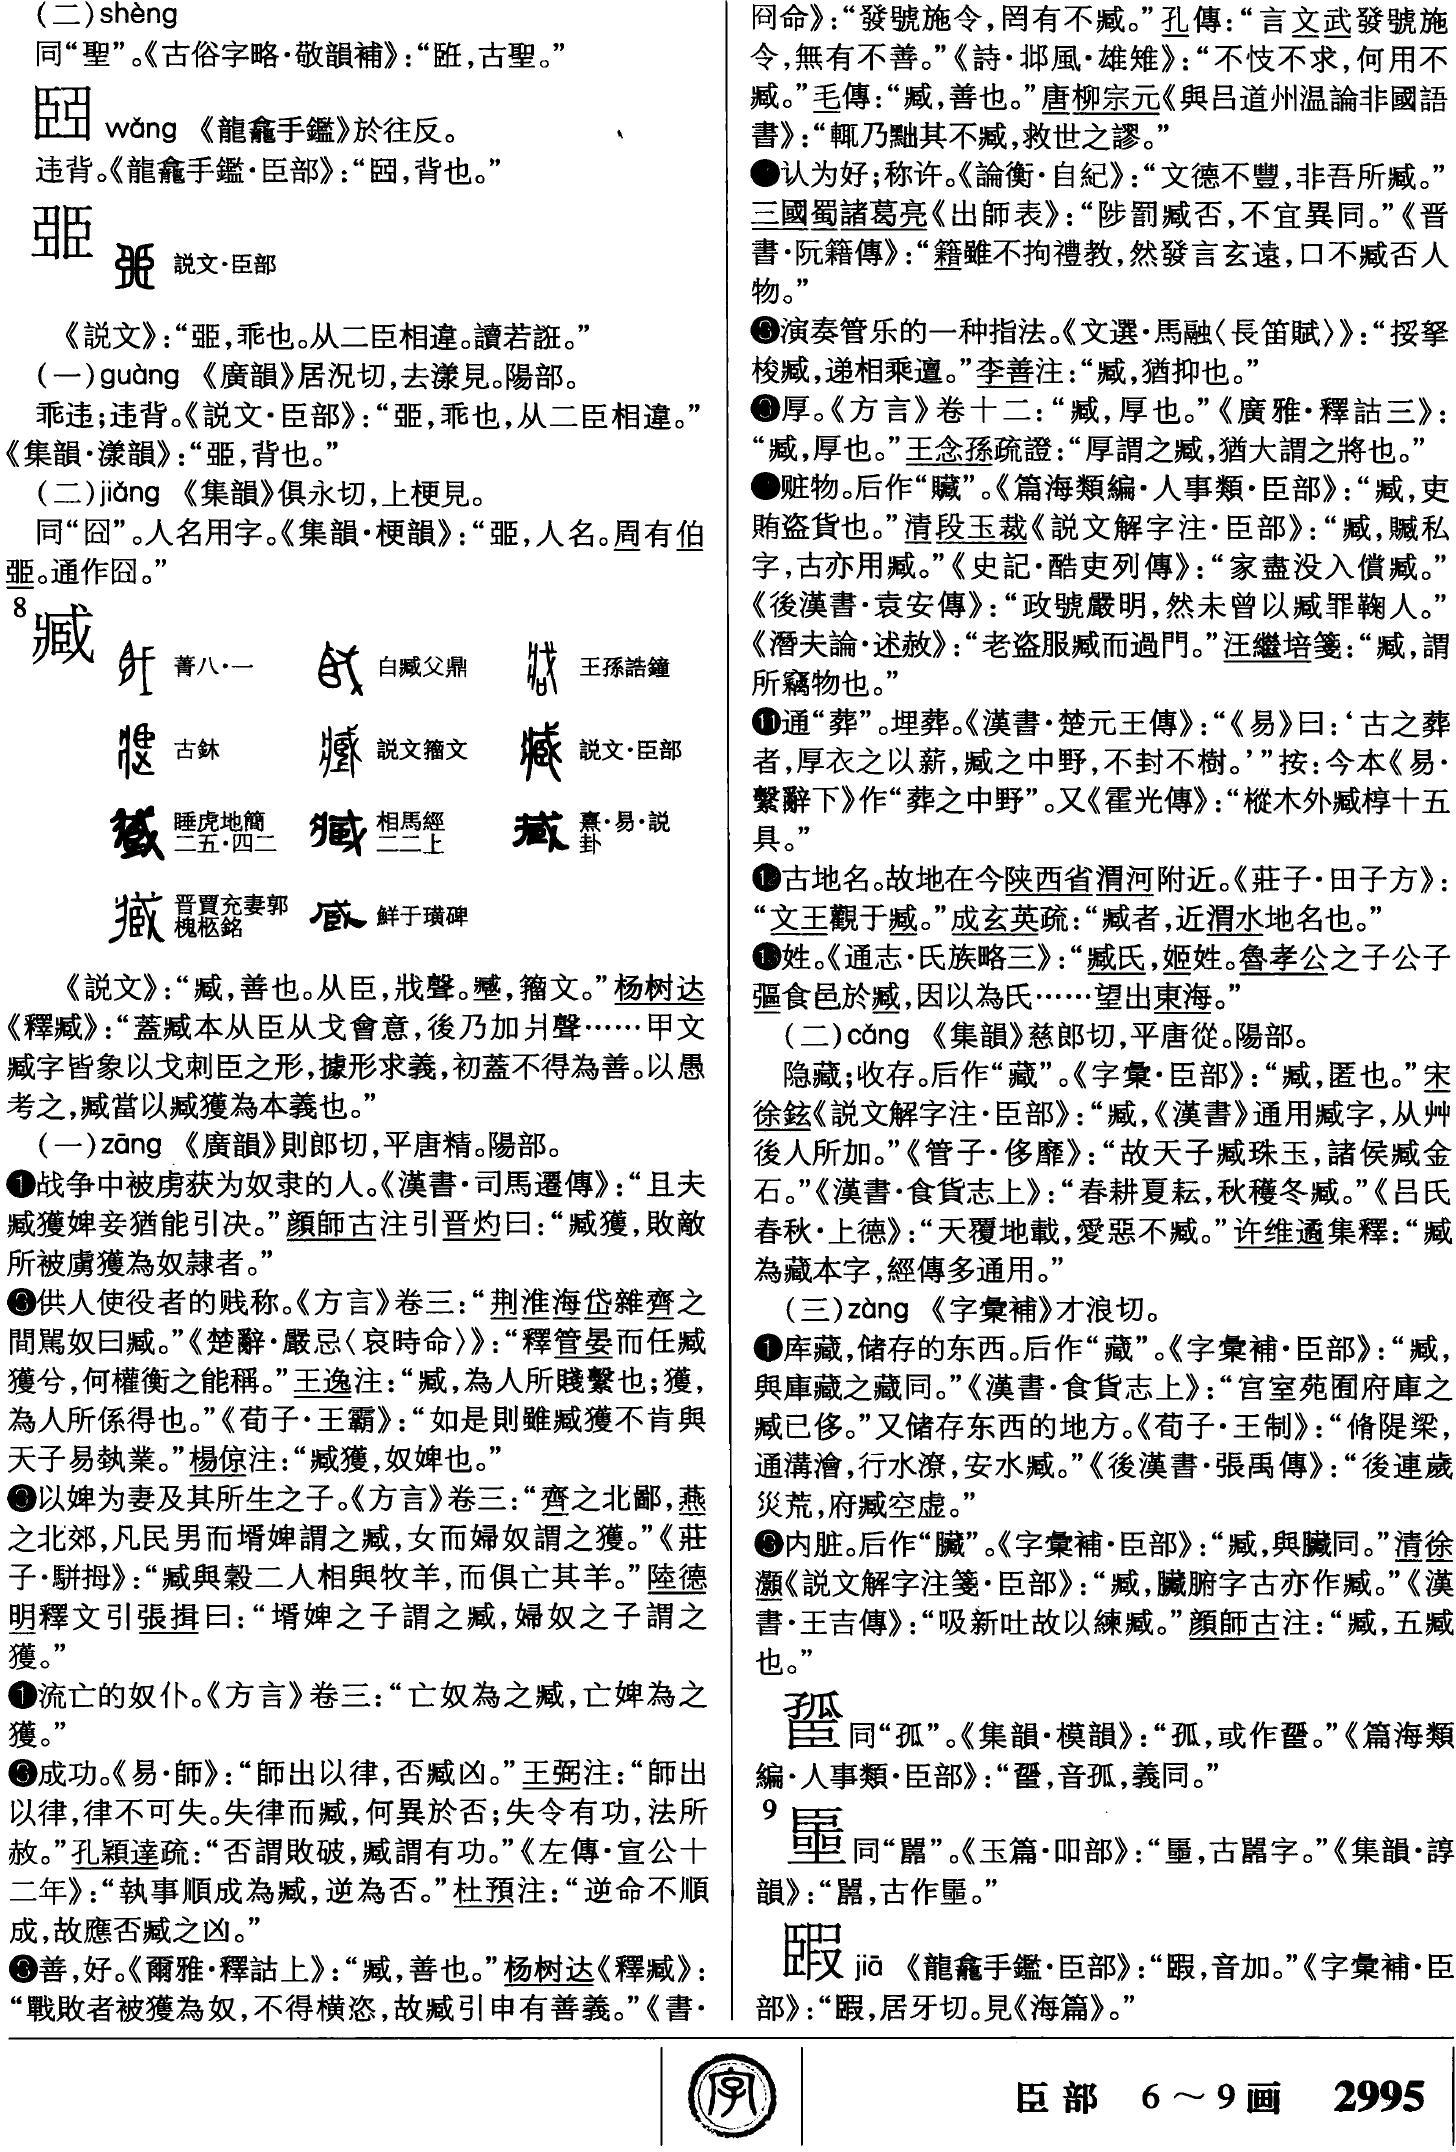 (二)shèng
同“聖”。《古俗字略·敬韻補》:“𦕡,古聖。”
wǎng 《龍龕手鑑》於往反。
违背。《龍龕手鑑·臣部》:“,背也。”
𦣦
説文·臣部
《説文》:“𦣦,乖也。从二臣相違。讀若誑。”
(一)guàng 《廣韻》居況切,去漾見。陽部。
乖违;违背。《説文·臣部》:“𦣦,乖也,从二臣相違。”
《集韻·漾韻》:“𦣦,背也。”
(二)jiǒng 《集韻》俱永切,上梗見。
同“囧”。人名用字。《集韻·梗韻》:“𦣦,人名。周有伯
𦣦。通作囧。”
8
臧
菁八·一 白臧父鼎 王孫誥鐘
古鉥 説文籀文 説文·臣部
睡虎地簡二五·四二 相馬經二二上 熹·易·説卦
晋賈充妻郭槐柩銘 鮮于璜碑
《説文》:“臧,善也。从臣,戕聲。,籀文。”杨树达
《釋臧》:“蓋臧本从臣从戈會意,後乃加爿聲……甲文
臧字皆象以戈刺臣之形,據形求義,初蓋不得為善。以愚
考之,臧當以臧獲為本義也。”
(一)zāng 《廣韻》則郎切,平唐精。陽部。
❶战争中被虏获为奴隶的人。《漢書·司馬遷傳》:“且夫
臧獲婢妾猶能引决。”顔師古注引晋灼曰:“臧獲,敗敵
所被虜獲為奴隸者。”
供人使役者的贱称。《方言》卷三:“荆淮海岱雜齊之
間駡奴曰臧。”《楚辭·嚴忌〈哀時命〉》:“釋管晏而任臧
獲兮,何權衡之能稱。”王逸注:“臧,為人所賤繫也;獲,
為人所係得也。”《荀子·王霸》:“如是則雖臧獲不肯與
天子易埶業。”楊倞注:“臧獲,奴婢也。”
以婢为妻及其所生之子。《方言》卷三:“齊之北鄙,燕
之北郊,凡民男而壻婢謂之臧,女而婦奴謂之獲。”《莊
子·駢拇》:“臧與穀二人相與牧羊,而俱亡其羊。”陸德
明釋文引張揖曰:“壻婢之子謂之臧,婦奴之子謂之
獲。”
流亡的奴仆。《方言》卷三:“亡奴為之臧,亡婢為之
獲。”
成功。《易·師》:“師出以律,否臧凶。”王弼注:“師出
以律,律不可失。失律而臧,何異於否;失令有功,法所
赦。”孔穎達疏:“否謂敗破,臧謂有功。”《左傳·宣公十
二年》:“執事順成為臧,逆為否。”杜預注:“逆命不順
成,故應否臧之凶。”
善,好。《爾雅·釋詁上》:“臧,善也。”杨树达《釋臧》:
“戰敗者被獲為奴,不得横恣,故臧引申有善義。”《書·
冏命》:“發號施令,罔有不臧。”孔傳:“言文武發號施
令,無有不善。”《詩·邶風·雄雉》:“不忮不求,何用不
臧。”毛傳:“臧,善也。”唐柳宗元《與吕道州温論非國語
書》:“輒乃黜其不臧,救世之謬。”
认为好;称许。《論衡·自紀》:“文德不豐,非吾所臧。”
三國蜀諸葛亮《出師表》:“陟罰臧否,不宜異同。”《晋
書·阮籍傳》:“籍雖不拘禮教,然發言玄遠,口不臧否人
物。”
演奏管乐的一种指法。《文選·馬融〈長笛賦〉》:“挼拏
梭臧,递相乘邅。”李善注:“臧,猶抑也。”
厚。《方言》卷十二:“臧,厚也。”《廣雅·釋詁三》:
“臧,厚也。”王念孫疏證:“厚謂之臧,猶大謂之將也。”
赃物。后作“贜”。《篇海類編·人事類·臣部》:“臧,吏
賄盗貨也。”清段玉裁《説文解字注·臣部》:“臧,贓私
字,古亦用臧。”《史記·酷吏列傳》:“家盡没入償臧。”
《後漢書·袁安傳》:“政號嚴明,然未曾以臧罪鞠人。”
《潛夫論·述赦》:“老盗服臧而過門。”汪繼培箋:“臧,謂
所竊物也。”
⓫通“葬”。埋葬。《漢書·楚元王傳》:“《易》曰:‘古之葬
者,厚衣之以薪,臧之中野,不封不樹。’”按:今本《易·
繫辭下》作“葬之中野”。又《霍光傳》:“樅木外臧椁十五
具。”
⓬古地名。故地在今陕西省渭河附近。《莊子·田子方》:
“文王觀于臧。”成玄英疏:“臧者,近渭水地名也。”
⓭姓。《通志·氏族略三》:“臧氏,姬姓。魯孝公之子公子
彄食邑於臧,因以為氏……望出東海。”
(二)cáng 《集韻》慈郎切,平唐從。陽部。
隐藏;收存。后作“藏”。《字彙·臣部》:“臧,匿也。”宋
徐鉉《説文解字注·臣部》:“臧,《漢書》通用臧字,从艸
後人所加。”《管子·侈靡》:“故天子臧珠玉,諸侯臧金
石。”《漢書·食貨志上》:“春耕夏耘,秋穫冬臧。”《吕氏
春秋·上德》:“天覆地載,愛惡不臧。”许维遹集釋:“臧
為藏本字,經傳多通用。”
(三)zàng 《字彙補》才浪切。
❶库藏,储存的东西。后作“藏”。《字彙補·臣部》:“臧,
與庫藏之藏同。”《漢書·食貨志上》:“宫室苑囿府庫之
臧已侈。”又储存东西的地方。《荀子·王制》:“脩隄梁,
通溝澮,行水潦,安水臧。”《後漢書·張禹傳》:“後連歲
災荒,府臧空虚。”
内脏。后作“臟”。《字彙補·臣部》:“臧,與臟同。”清徐
灝《説文解字注箋·臣部》:“臧,臟腑字古亦作臧。”《漢
書·王吉傳》:“吸新吐故以練臧。”顔師古注:“臧,五臧
也。”
同“孤”。《集韻·模韻》:“孤,或作。”《篇海類
編·人事類·臣部》:“,音孤,義同。”
9
同“嚚”。《玉篇·吅部》:“,古嚚字。”《集韻·諄
韻》:“嚚,古作。”
jiā 《龍龕手鑑·臣部》:“,音加。”《字彙補·臣
部》:“,居牙切。見《海篇》。”
字
臣部 6～9画 2995